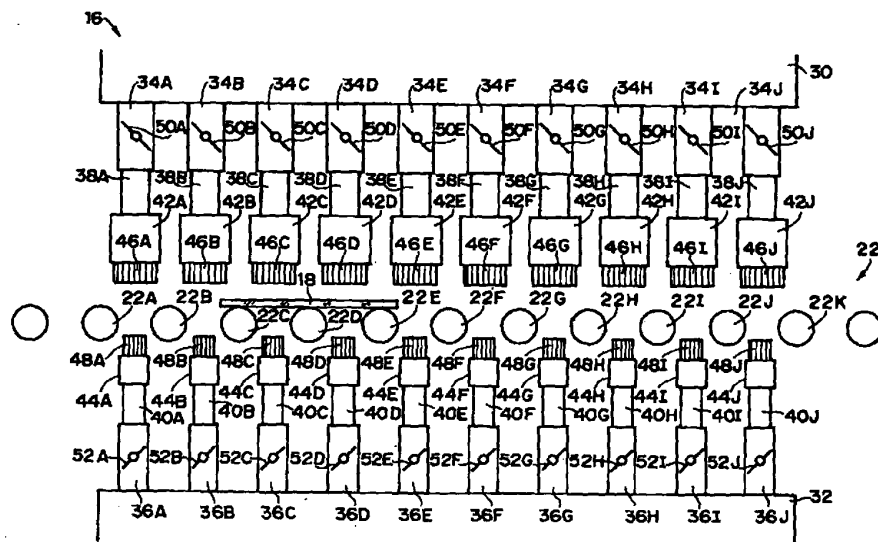 16
30
34A 34B 34C 34D 34E 34F 34G 34H 34I 34J
50A 50B 50C 50D 50E 50F 50G 50H 50I 50J
38A 38B 38C 38D 38E 38F 38G 38H 38I 38J
42A 42B 42C 42D 42E 42F 42G 42H 42I 42J
46A 46B 46C 46D 46E 46F 46G 46H 46I 46J
22
18
22A 22B 22C 22D 22E 22F 22G 22H 22I 22J 22K
48A 48B 48C 48D 48E 48F 48G 48H 48I 48J
44A 44B 44C 44D 44E 44F 44G 44H 44I 44J
40A 40B 40C 40D 40E 40F 40G 40H 40I 40J
52A 52B 52C 52D 52E 52F 52G 52H 52I 52J
32
36A 36B 36C 36D 36E 36F 36G 36H 36I 36J